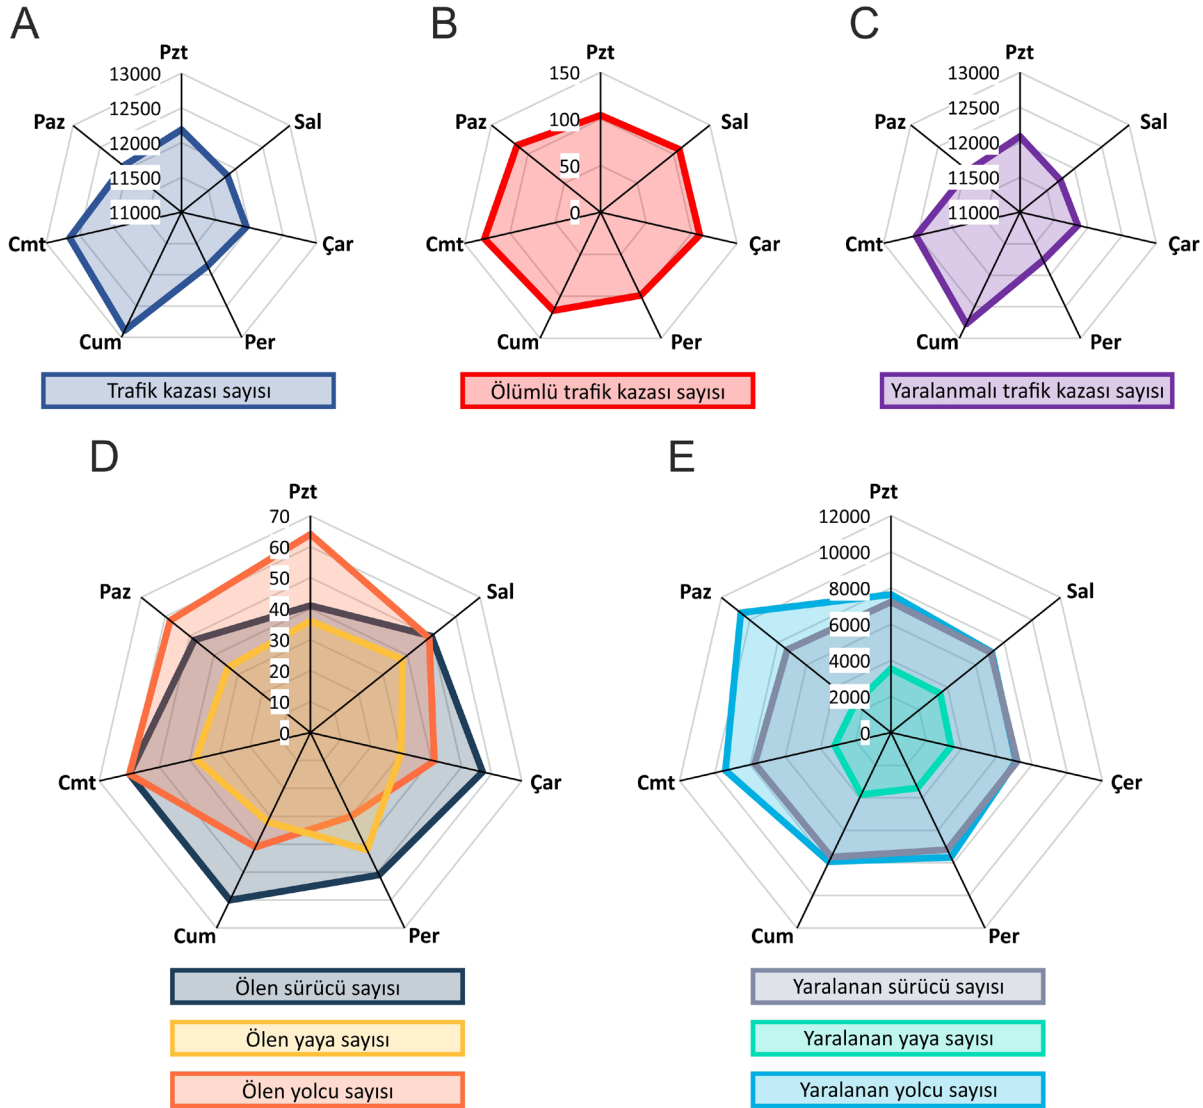 A
Pzt
13000
12500
12000
11500
11000
Sal
Çar
Per
Cum
Cmt
Paz
Trafik kazası sayısı
B
Pzt
150
100
50
0
Sal
Çar
Per
Cum
Cmt
Paz
Ölümlü trafik kazası sayısı
C
Pzt
13000
12500
12000
11500
11000
Sal
Çar
Per
Cum
Cmt
Paz
Yaralanmalı trafik kazası sayısı
D
Pzt
70
60
50
40
30
20
10
0
Sal
Çar
Per
Cum
Cmt
Paz
Ölen sürücü sayısı
Ölen yaya sayısı
Ölen yolcu sayısı
E
Pzt
12000
10000
8000
6000
4000
2000
0
Sal
Çer
Per
Cum
Cmt
Paz
Yaralanan sürücü sayısı
Yaralanan yaya sayısı
Yaralanan yolcu sayısı